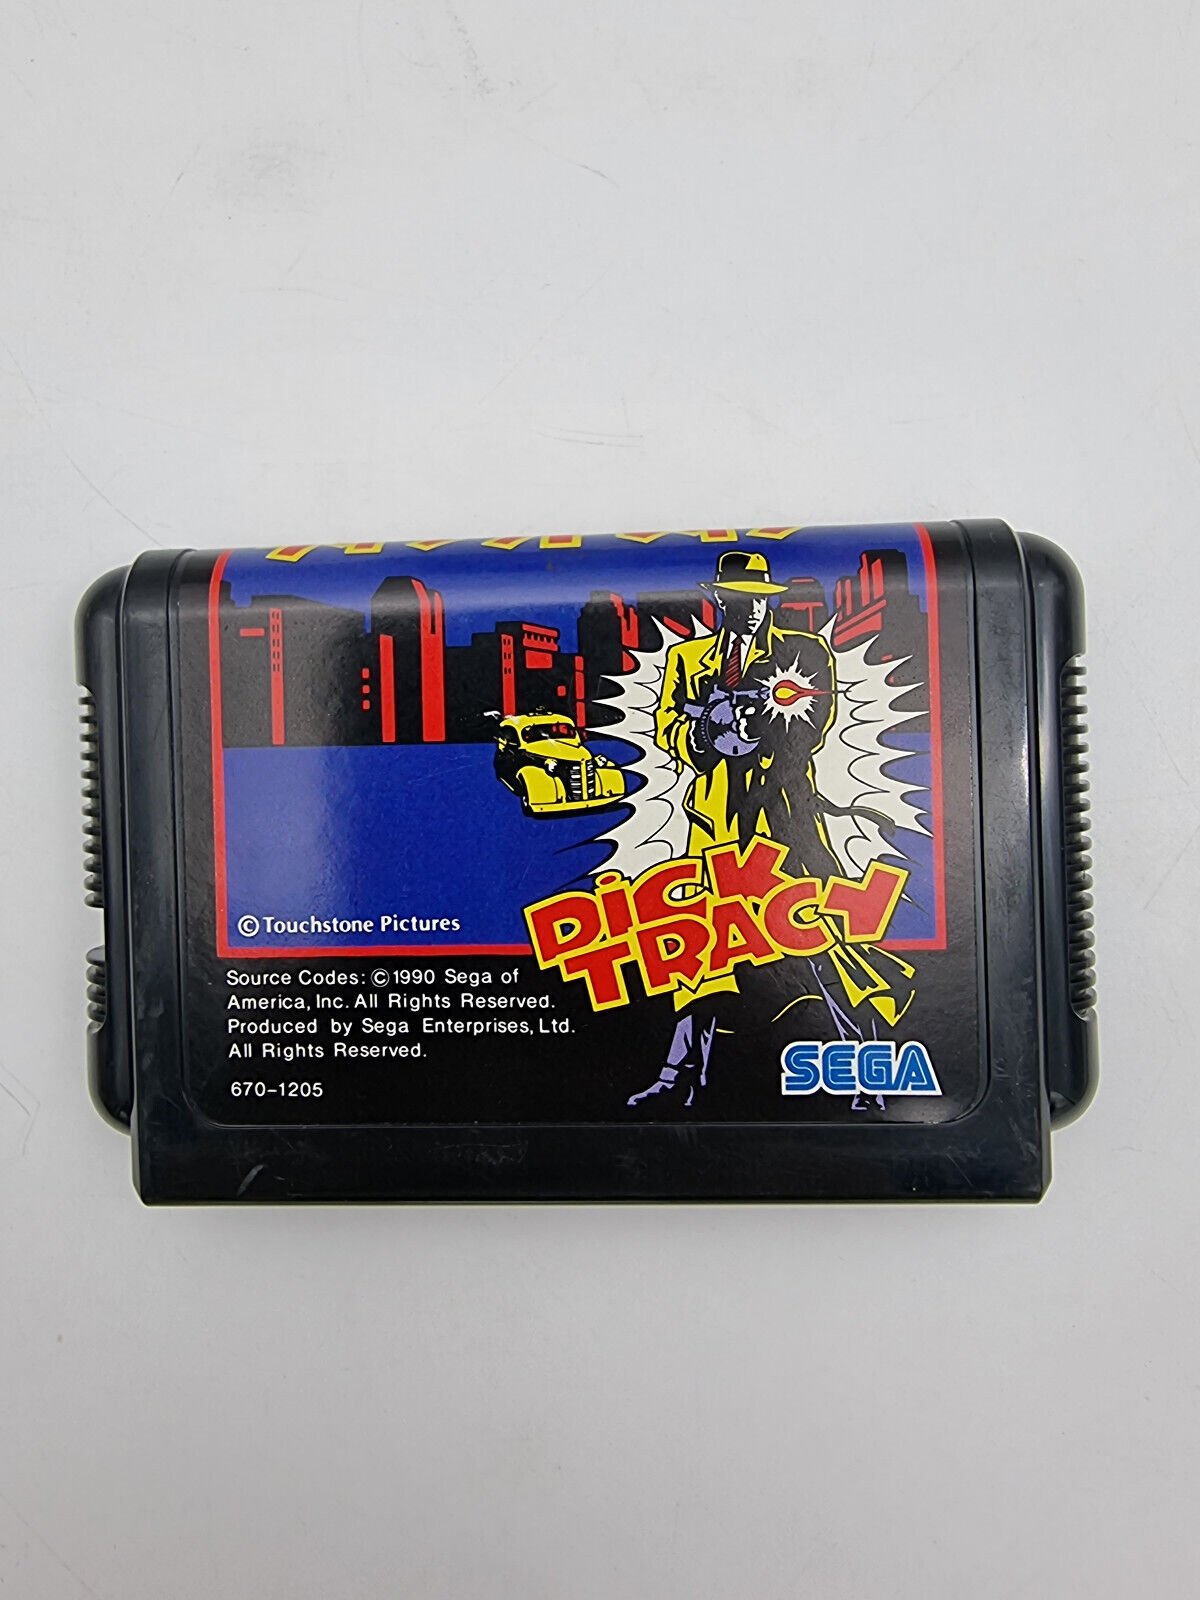 © Touchstone Pictures
DICK
TRACY
Source Codes: © 1990 Sega of
America, Inc. All Rights Reserved.
Produced by Sega Enterprises, Ltd.
All Rights Reserved.
670-1205
SEGA